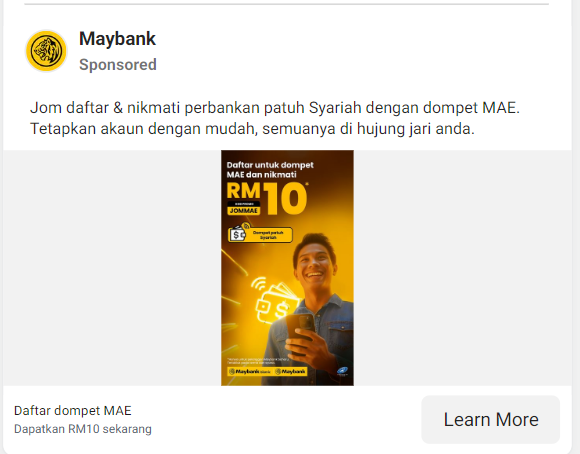 Maybank
Sponsored
Jom daftar & nikmati perbankan patuh Syariah dengan dompet MAE.
Tetapkan akaun dengan mudah, semuanya di hujung jari anda.
Daftar untuk dompet
MAE dan nikmati
RM10*
JOMMAE
Dompet patuh
Syariah
Maybank Islamic
Maybank
Daftar dompet MAE
Dapatkan RM10 sekarang
Learn More